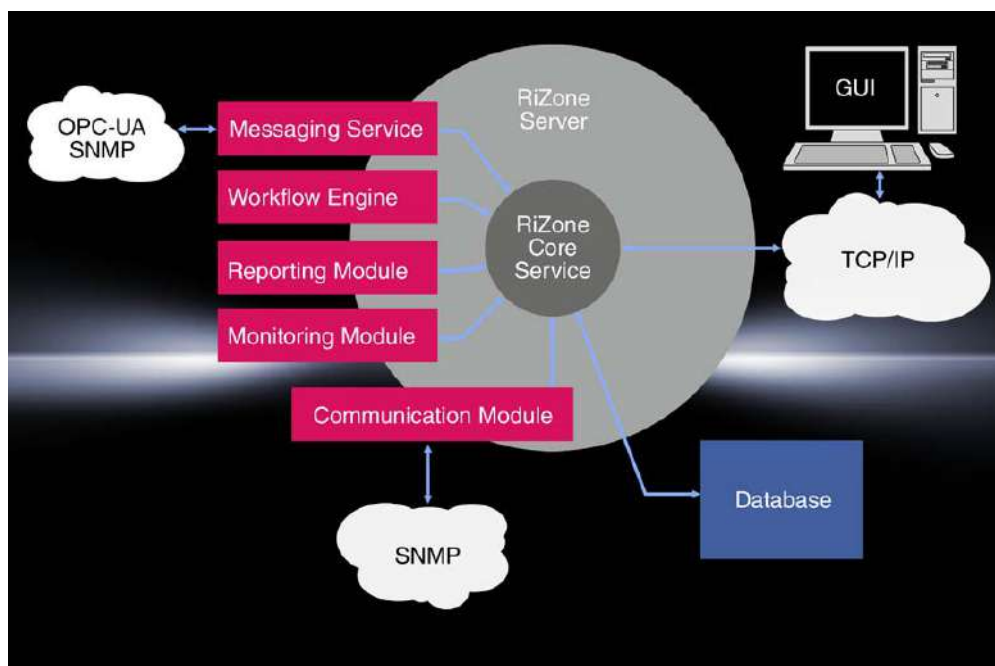 RiZone
Server
GUI
OPC-UA
SNMP
Messaging Service
Workflow Engine
RiZone
Core
Service
TCP/IP
Reporting Module
Monitoring Module
Communication Module
Database
SNMP